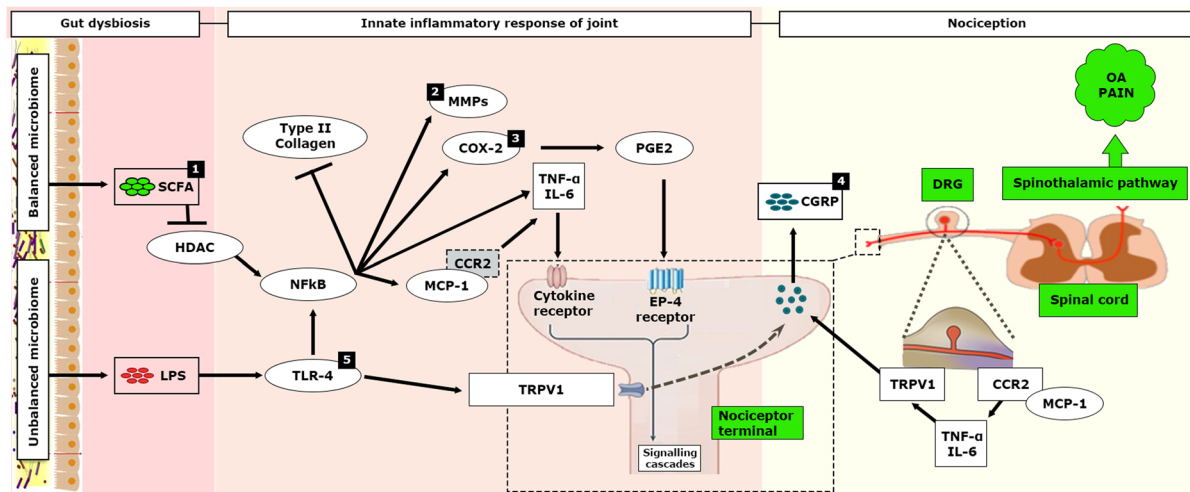 Gut dysbiosis
Innate inflammatory response of joint
Nociception
Balanced microbiome
Unbalanced microbiome
1
SCFA
HDAC
LPS
Type II
Collagen
2
MMPs
3
COX-2
PGE2
TNF-α
IL-6
CCR2
MCP-1
NFkB
5
TLR-4
TRPV1
Cytokine
receptor
EP-4
receptor
Signalling
cascades
Nociceptor
terminal
4
CGRP
OA
PAIN
Spinothalamic pathway
DRG
Spinal cord
TRPV1
CCR2
MCP-1
TNF-α
IL-6